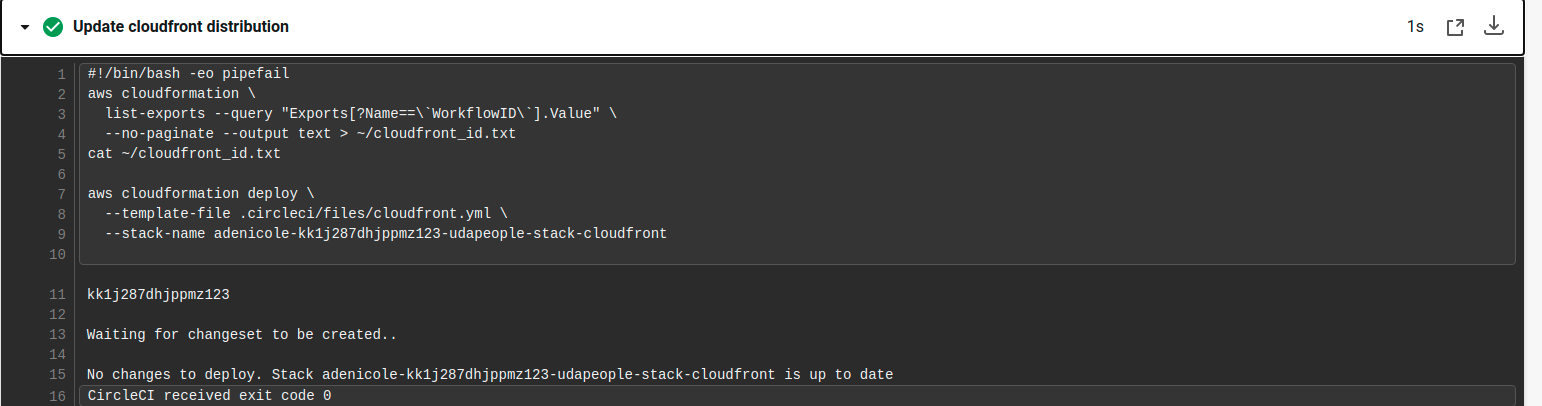 Update cloudfront distribution 1s
1 #!/bin/bash -eo pipefail
2 aws cloudformation \
3   list-exports --query "Exports[?Name==\`WorkflowID\`].Value" \
4   --no-paginate --output text > ~/cloudfront_id.txt
5 cat ~/cloudfront_id.txt
6
7 aws cloudformation deploy \
8   --template-file .circleci/files/cloudfront.yml \
9   --stack-name adenicole-kk1j287dhjppmz123-udapeople-stack-cloudfront
10
11 kk1j287dhjppmz123
12
13 Waiting for changeset to be created..
14
15 No changes to deploy. Stack adenicole-kk1j287dhjppmz123-udapeople-stack-cloudfront is up to date
16 CircleCI received exit code 0